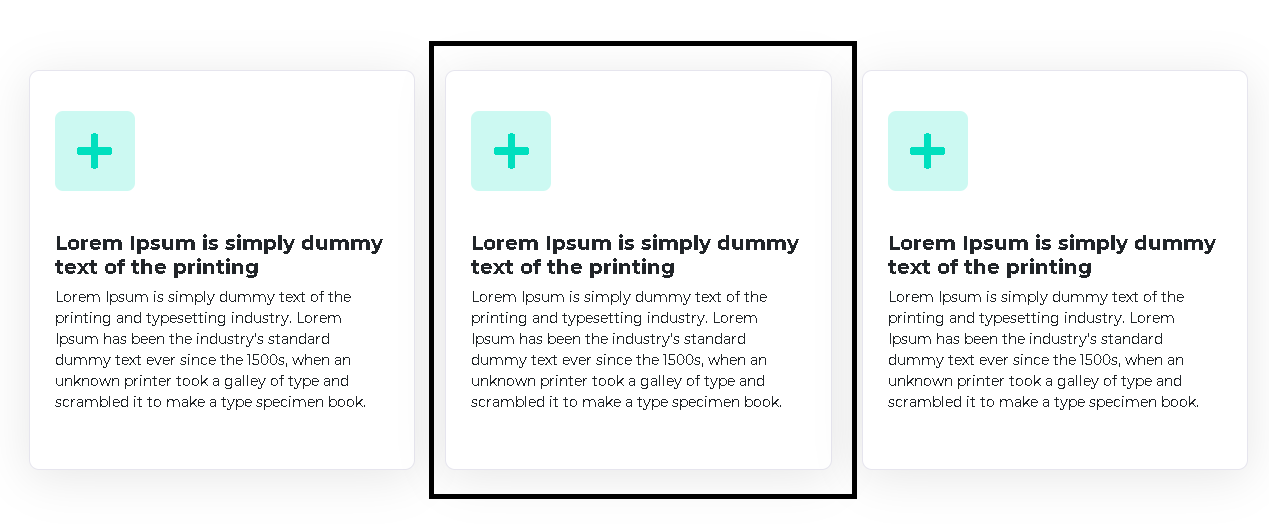 Lorem Ipsum is simply dummy
text of the printing
Lorem Ipsum is simply dummy text of the
printing and typesetting industry. Lorem
Ipsum has been the industry's standard
dummy text ever since the 1500s, when an
unknown printer took a galley of type and
scrambled it to make a type specimen book.
Lorem Ipsum is simply dummy
text of the printing
Lorem Ipsum is simply dummy text of the
printing and typesetting industry. Lorem
Ipsum has been the industry's standard
dummy text ever since the 1500s, when an
unknown printer took a galley of type and
scrambled it to make a type specimen book.
Lorem Ipsum is simply dummy
text of the printing
Lorem Ipsum is simply dummy text of the
printing and typesetting industry. Lorem
Ipsum has been the industry's standard
dummy text ever since the 1500s, when an
unknown printer took a galley of type and
scrambled it to make a type specimen book.